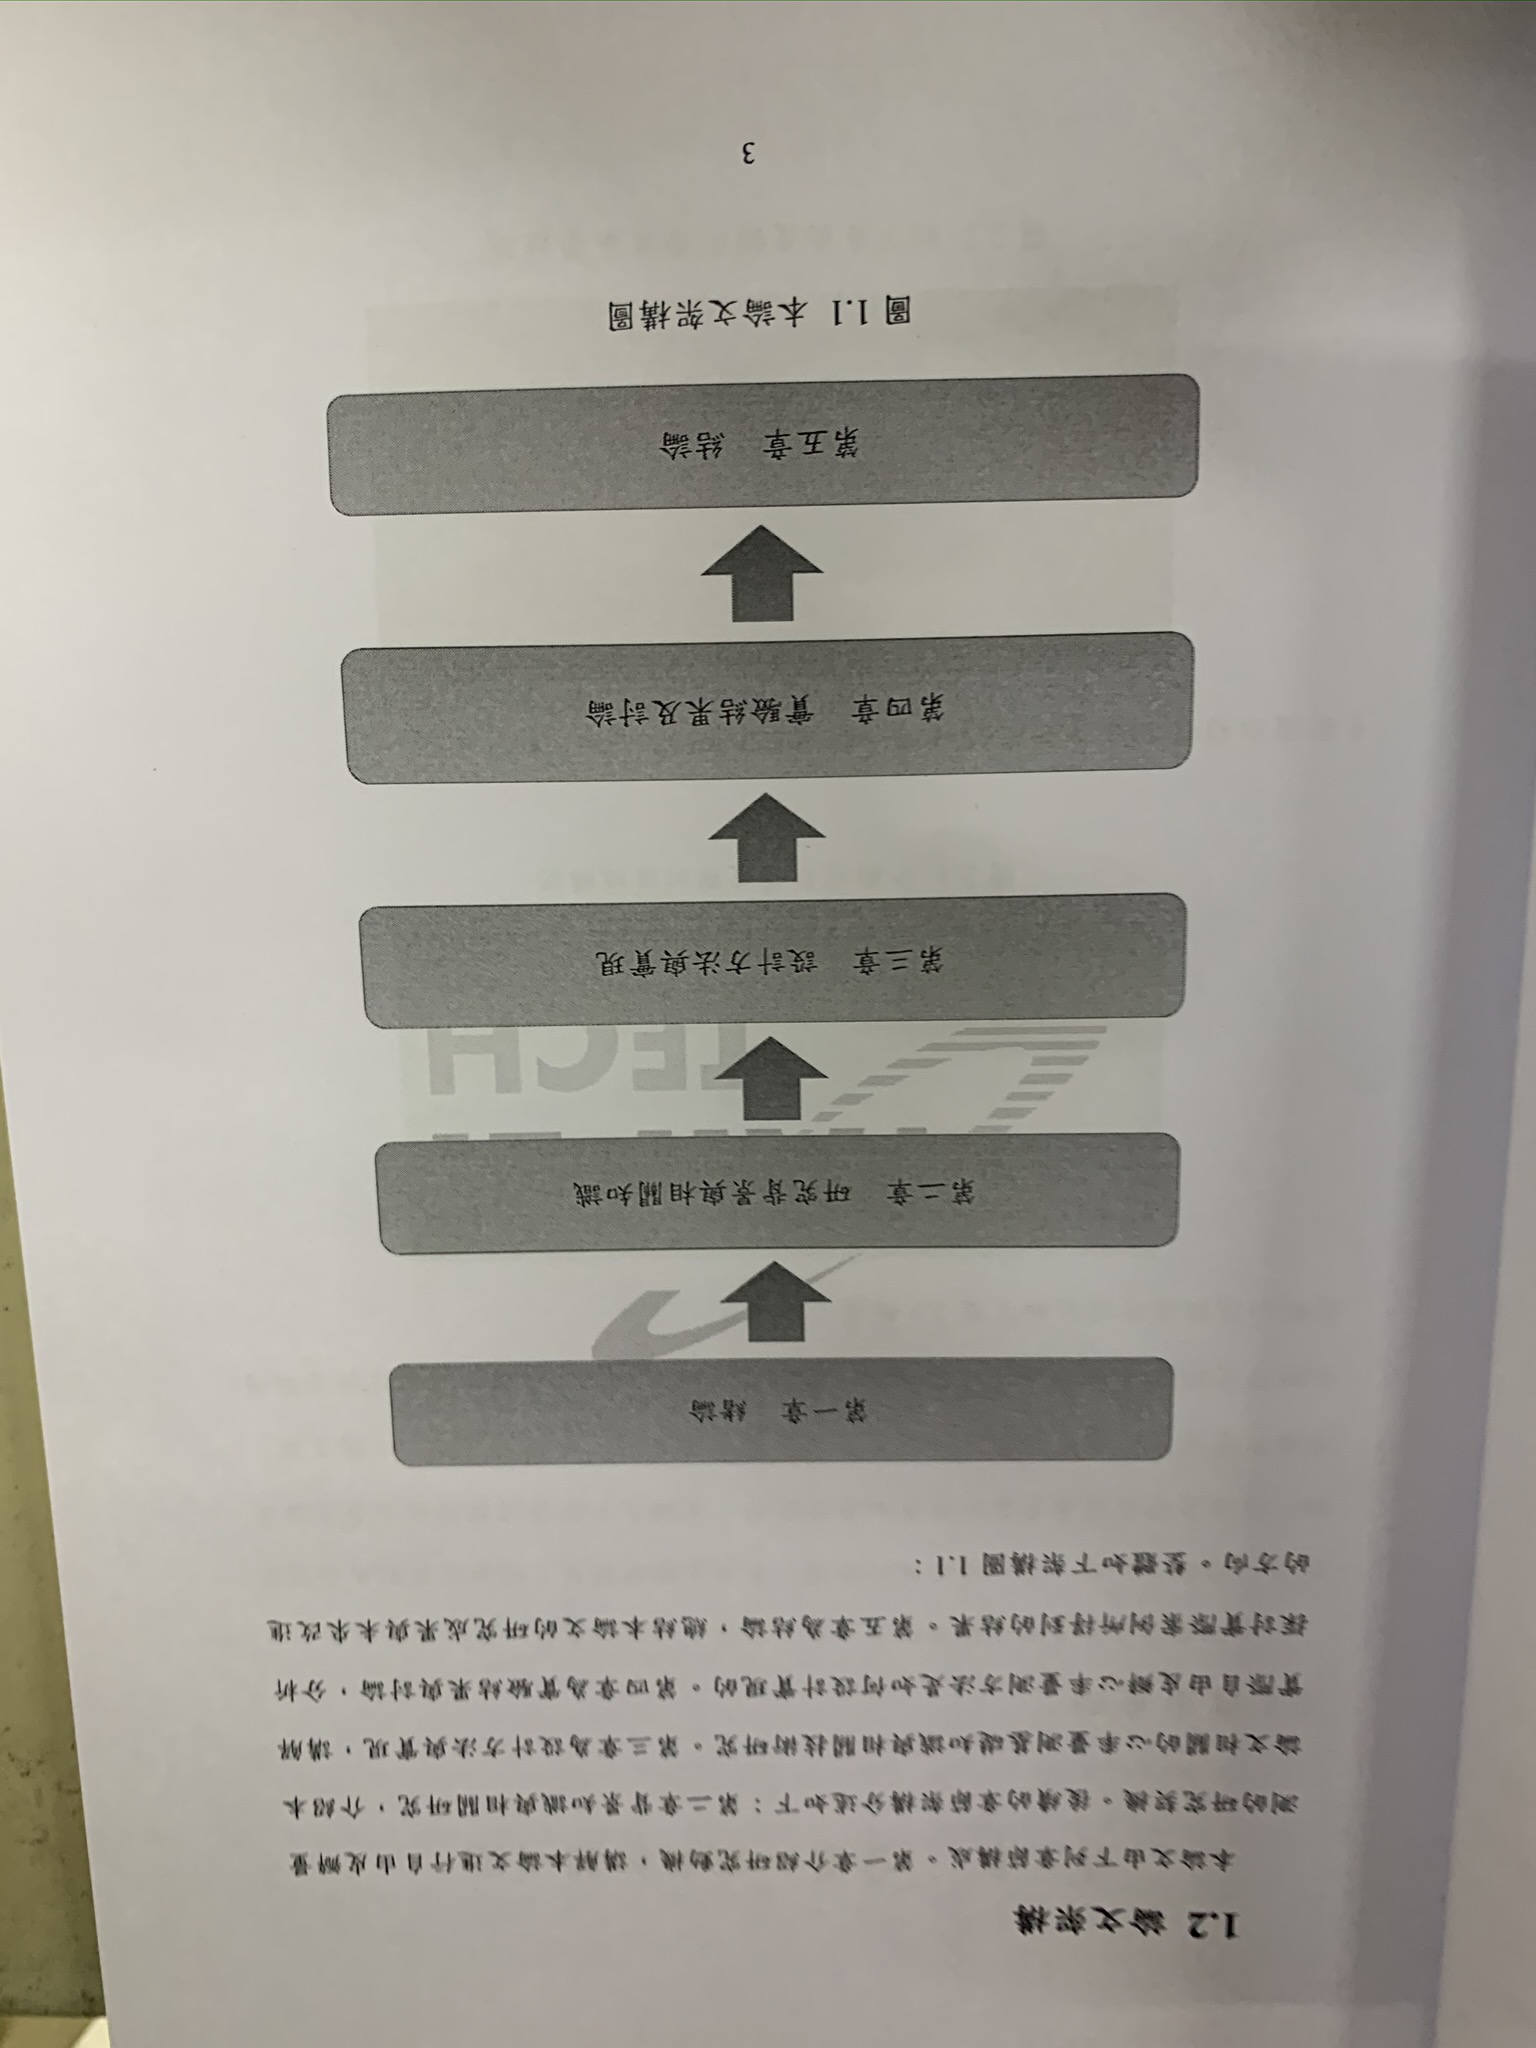 1.2 論文架構
本論文由下列章節構成。第一章介紹研究動機，講解本論文進行自由皮瓣量
測的研究契機。後續的章節架構分述如下：第二章背景知識與相關研究，介紹本
論文相關的心率量測基礎知識與相關技術研究。第三章為設計方法與實現，講解
實際自由皮瓣心率量測方法是如何設計實現的。第四章為實驗結果與討論，分析
探討實際案例所得到的結果。第五章為結論，總結本論文的研究成果與未來改進
的方向。整體如下架構圖 1.1：
第一章　緒論
第二章　研究背景與相關知識
第三章　設計方法與實現
第四章　實驗結果及討論
第五章　結論
圖 1.1 本論文架構圖
3
TECH